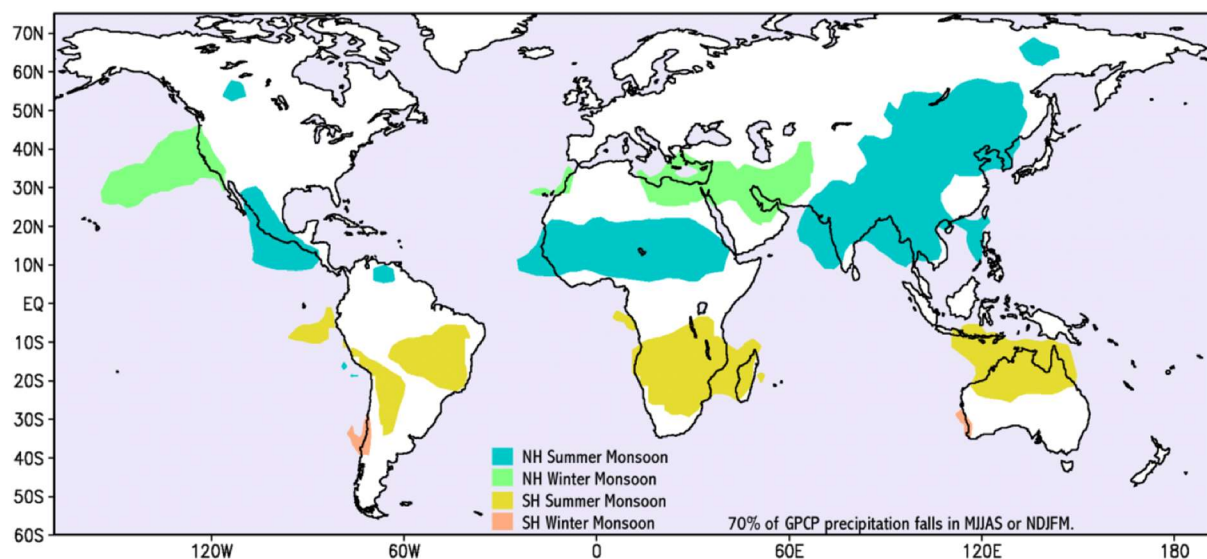 70N
60N
50N
40N
30N
20N
10N
EQ
10S
20S
30S
40S
50S
60S
NH Summer Monsoon
NH Winter Monsoon
SH Summer Monsoon
SH Winter Monsoon
70% of GPCP precipitation falls in MJJAS or NDJFM.
120W 60W 0 60E 120E 180